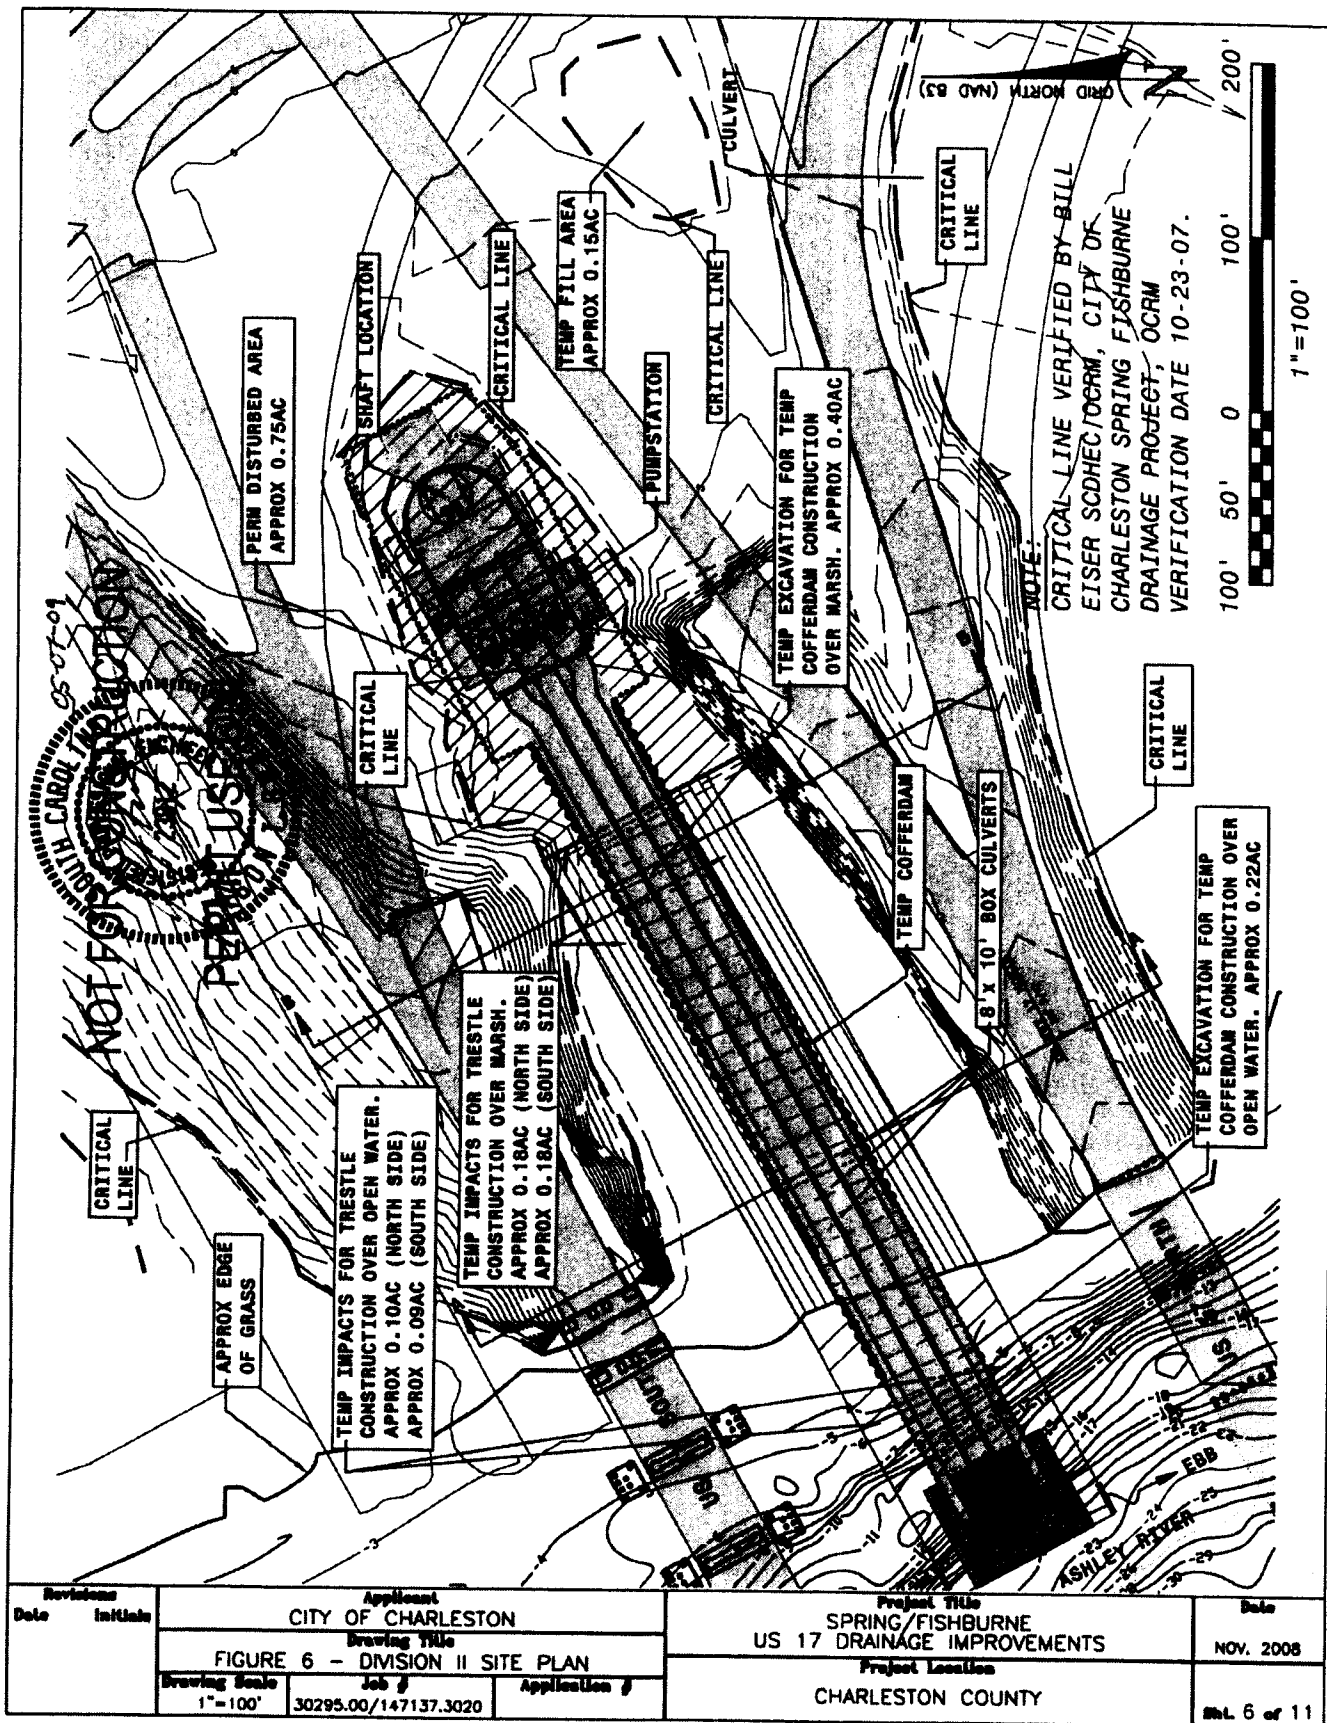 NOT FOR CONSTRUCTION
PERMIT USE ONLY
SOUTH CAROLINA
05-07-09
PERM DISTURBED AREA
APPROX 0.75AC
SHAFT LOCATION
CRITICAL LINE
TEMP FILL AREA
APPROX 0.15AC
CULVERT
CRITICAL LINE
GRID NORTH (NAD 83)
CRITICAL
LINE
PUMPSTATION
TEMP EXCAVATION FOR TEMP
COFFERDAM CONSTRUCTION
OVER MARSH. APPROX 0.40AC
NOTE:
CRITICAL LINE VERIFIED BY BILL
EISER SCDHEC/OCRM, CITY OF
CHARLESTON SPRING FISHBURNE
DRAINAGE PROJECT, OCRM
VERIFICATION DATE 10-23-07.
100' 50' 0 100' 200'
1"=100'
CRITICAL
LINE
TEMP COFFERDAM
8'x 10' BOX CULVERTS
CRITICAL
LINE
TEMP EXCAVATION FOR TEMP
COFFERDAM CONSTRUCTION OVER
OPEN WATER. APPROX 0.22AC
TEMP IMPACTS FOR TRESTLE
CONSTRUCTION OVER MARSH.
APPROX 0.18AC (NORTH SIDE)
APPROX 0.18AC (SOUTH SIDE)
TEMP IMPACTS FOR TRESTLE
CONSTRUCTION OVER OPEN WATER.
APPROX 0.10AC (NORTH SIDE)
APPROX 0.09AC (SOUTH SIDE)
CRITICAL
LINE
APPROX EDGE
OF GRASS
US
ASHLEY RIVER
EBB
Revisions
Date Initials
Applicant
CITY OF CHARLESTON
Drawing Title
FIGURE 6 - DIVISION II SITE PLAN
Drawing Scale
1"=100'
Job #
30295.00/147137.3020
Application #
Project Title
SPRING/FISHBURNE
US 17 DRAINAGE IMPROVEMENTS
Project Location
CHARLESTON COUNTY
Date
NOV. 2008
Sht. 6 of 11